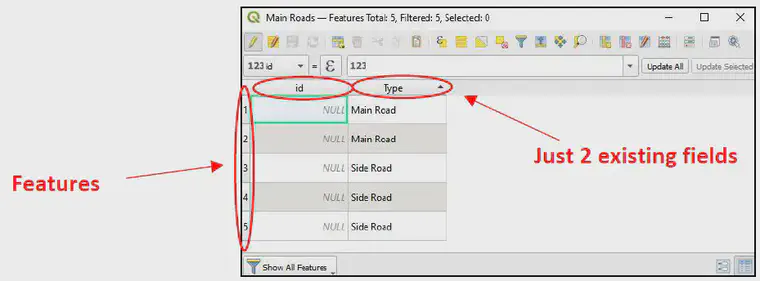 Main Roads — Features Total: 5, Filtered: 5, Selected: 0
123 id = ε 123 Update All Update Selected
id Type
1 NULL Main Road
2 NULL Main Road
3 NULL Side Road
4 NULL Side Road
5 NULL Side Road
Just 2 existing fields
Features
Show All Features